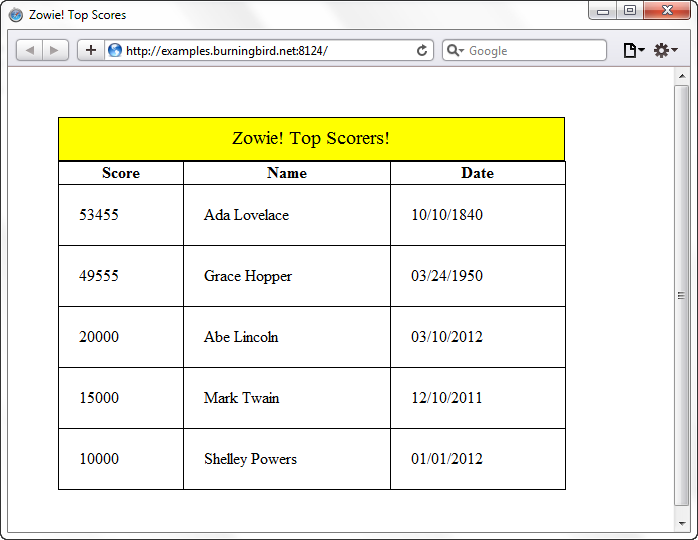 Zowie! Top Scores
http://examples.burningbird.net:8124/
Google
Zowie! Top Scorers!
Score Name Date
53455 Ada Lovelace 10/10/1840
49555 Grace Hopper 03/24/1950
20000 Abe Lincoln 03/10/2012
15000 Mark Twain 12/10/2011
10000 Shelley Powers 01/01/2012